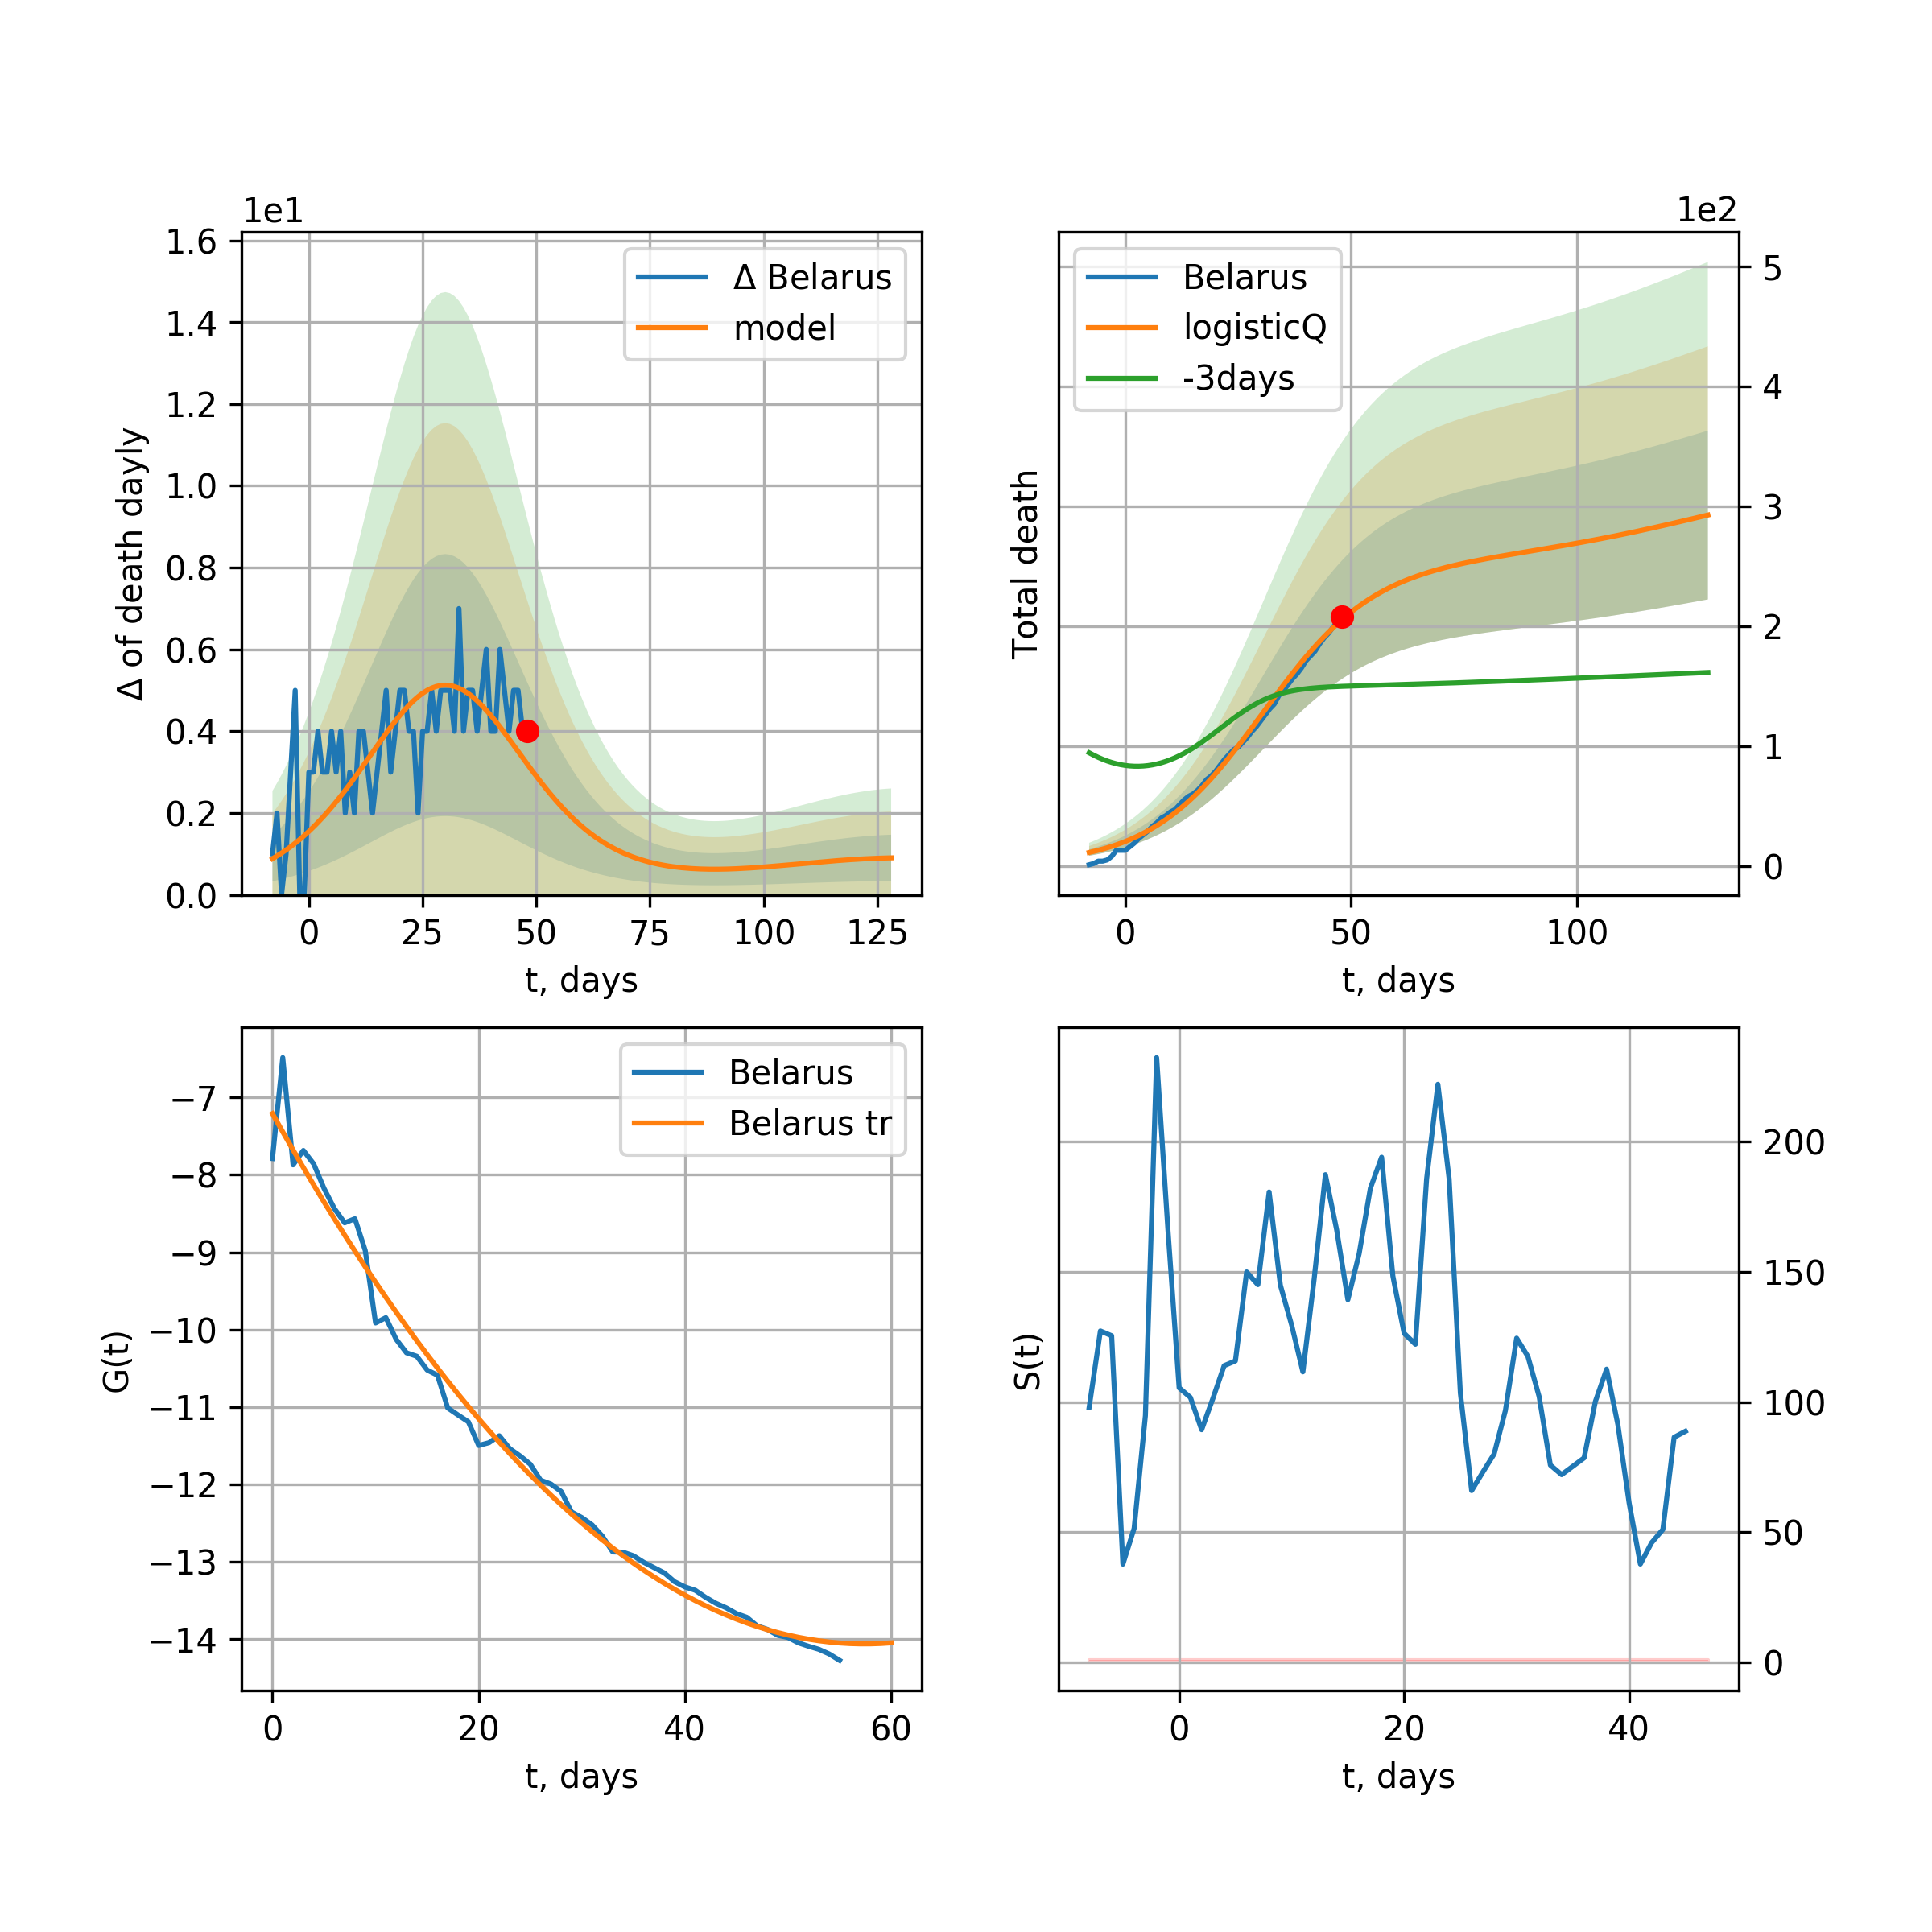 1e1
1.6
1.4
1.2
1.0
0.8
0.6
0.4
0.2
0.0
Δ of death dayly
Δ Belarus
model
0 25 50 75 100 125
t, days
1e2
5
4
3
2
1
0
Total death
Belarus
logisticQ
-3days
0 50 100
t, days
−7
−8
−9
−10
−11
−12
−13
−14
G(t)
Belarus
Belarus tr
0 20 40 60
t, days
200
150
100
50
0
S(t)
0 20 40
t, days